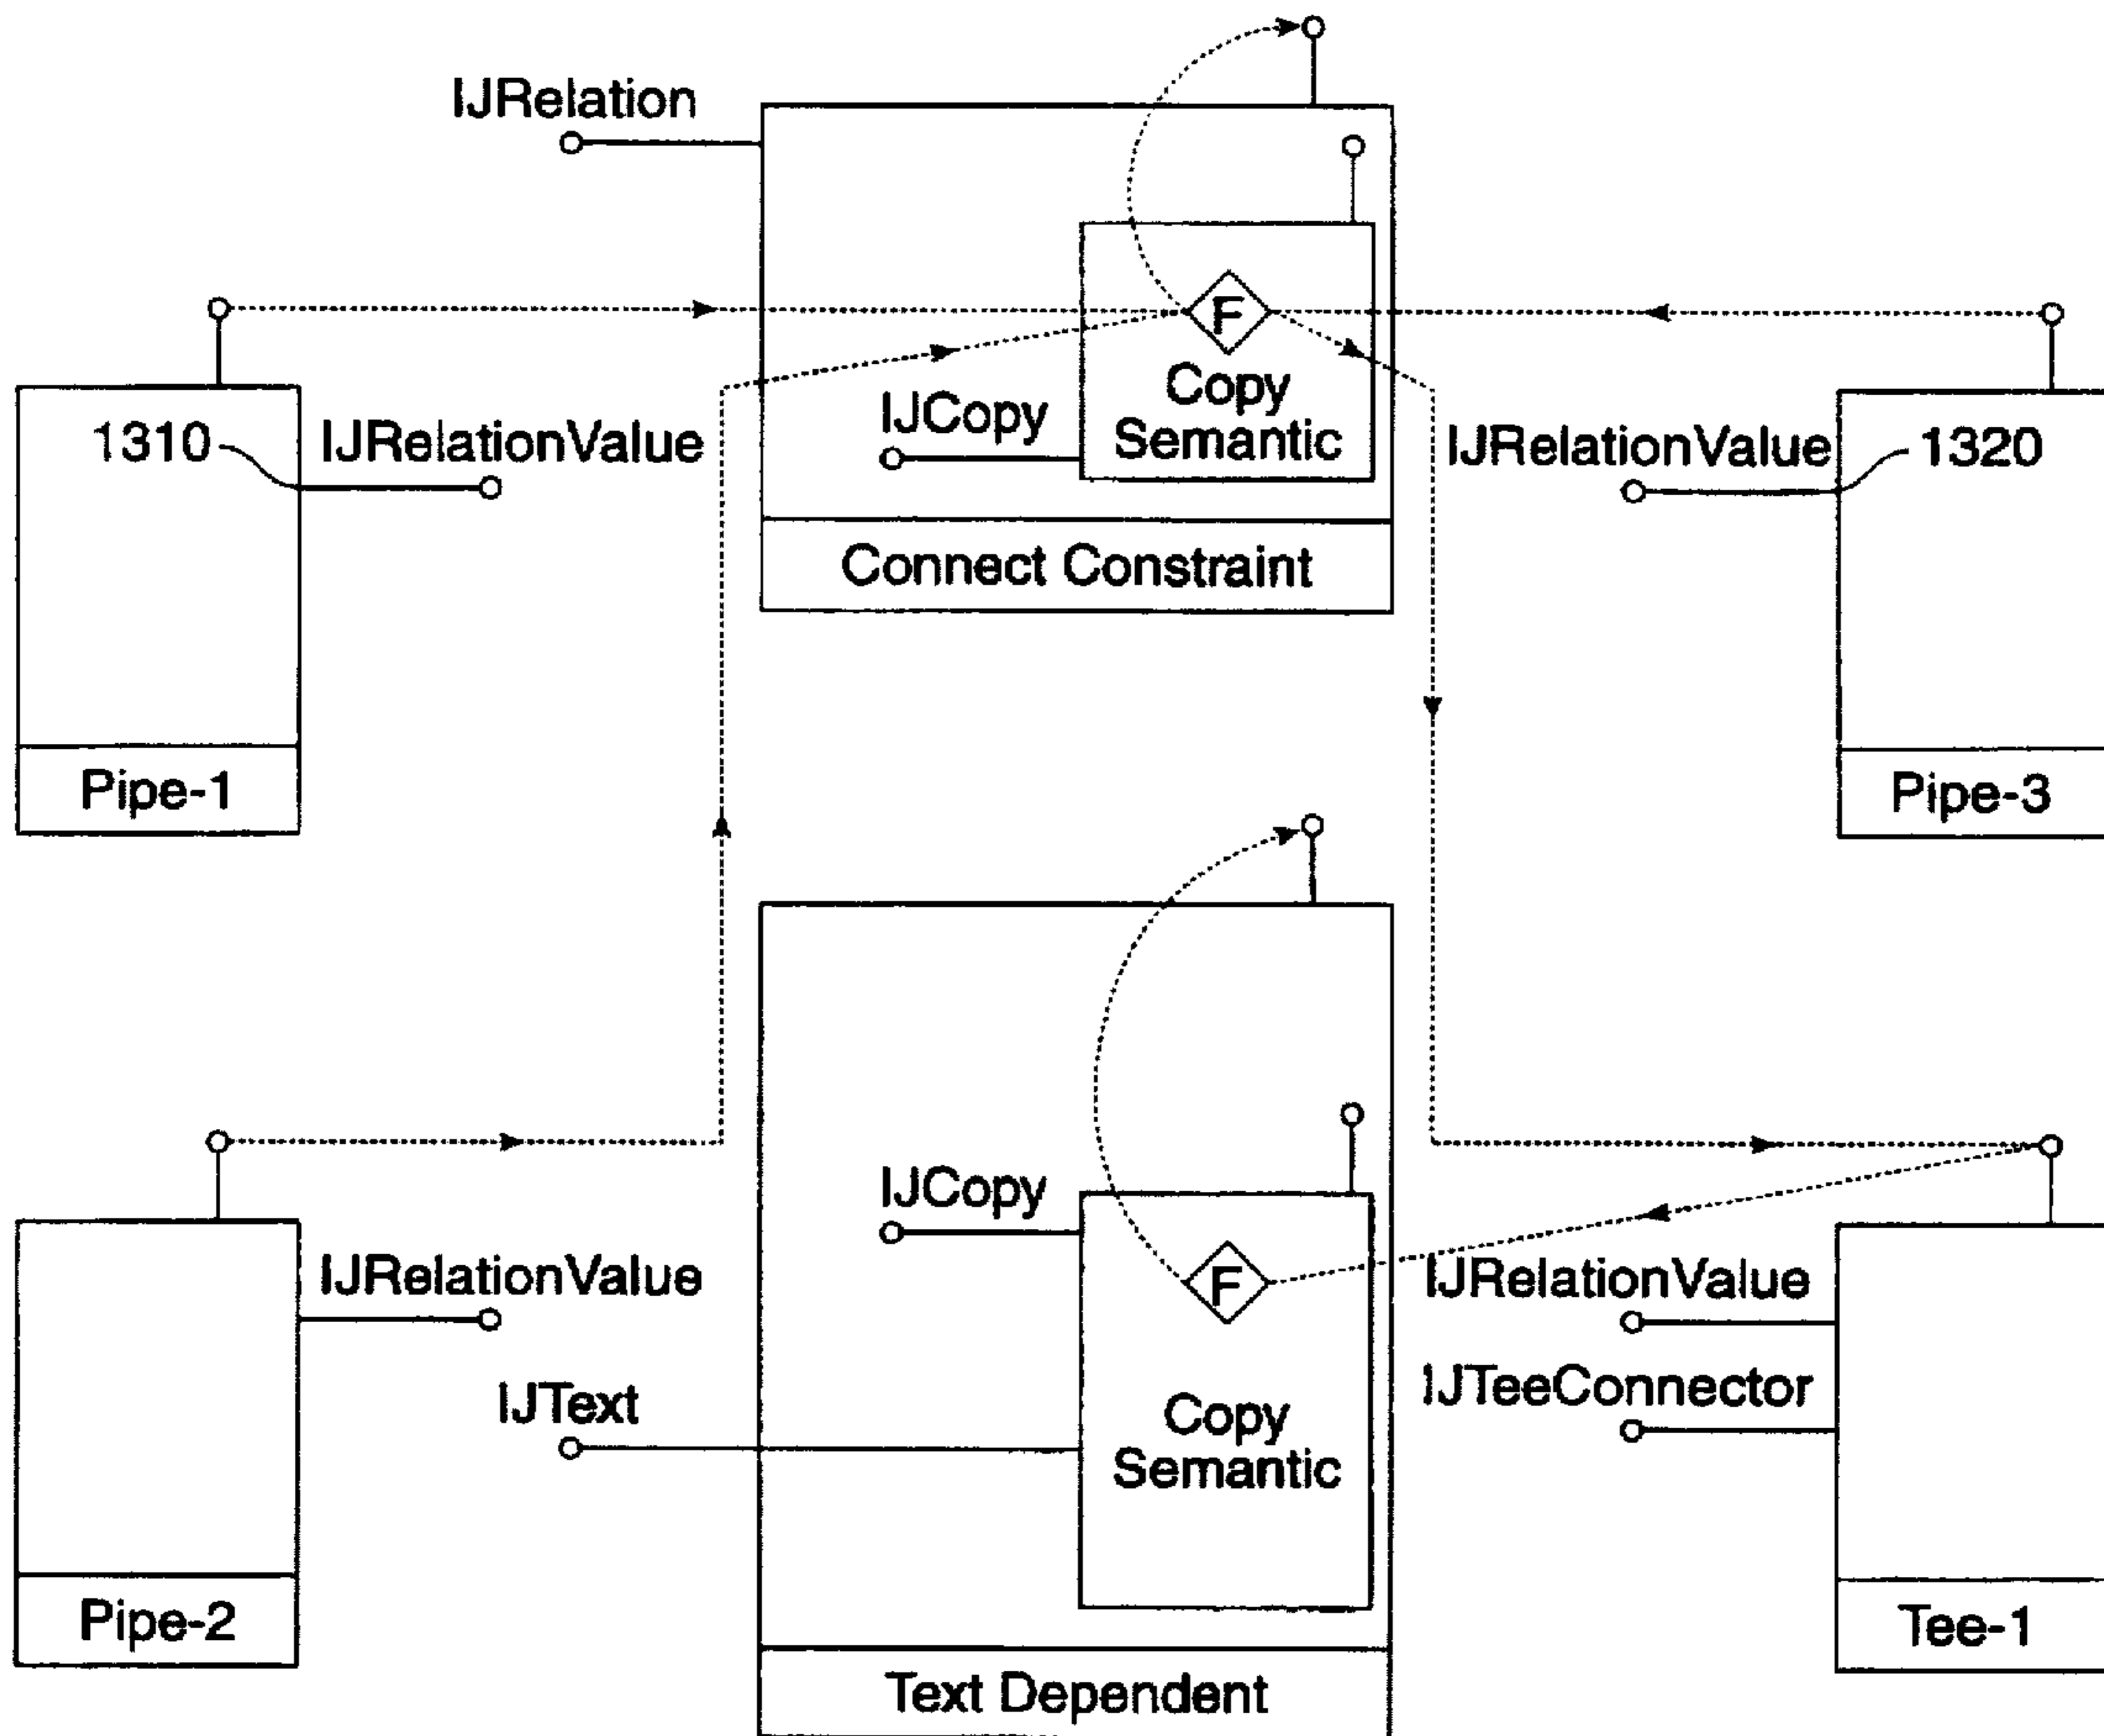 IJRelation
F
Copy
Semantic
IJCopy
1310
IJRelationValue
IJRelationValue
1320
Connect Constraint
Pipe-1
Pipe-3
IJCopy
F
IJRelationValue
IJRelationValue
IJTeeConnector
IJText
Copy
Semantic
Pipe-2
Tee-1
Text Dependent